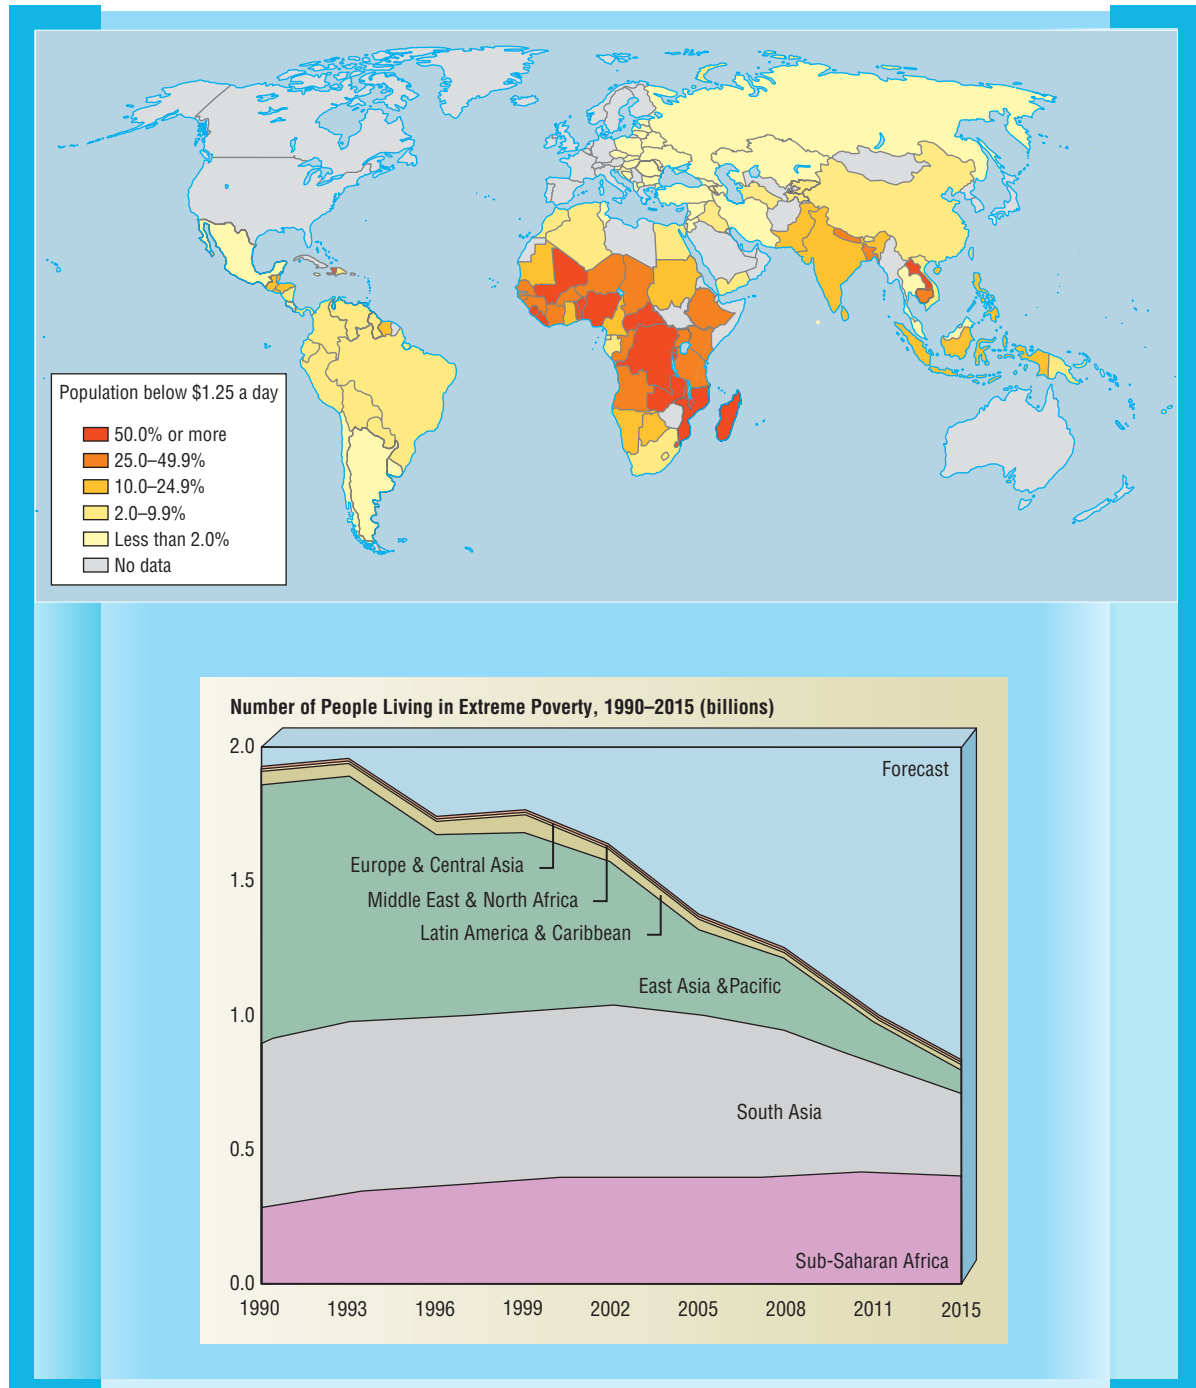 Population below $1.25 a day
50.0% or more
25.0–49.9%
10.0–24.9%
2.0–9.9%
Less than 2.0%
No data
Number of People Living in Extreme Poverty, 1990–2015 (billions)
2.0
Forecast
Europe & Central Asia
1.5
Middle East & North Africa
Latin America & Caribbean
East Asia &Pacific
1.0
South Asia
0.5
Sub-Saharan Africa
0.0
1990 1993 1996 1999 2002 2005 2008 2011 2015